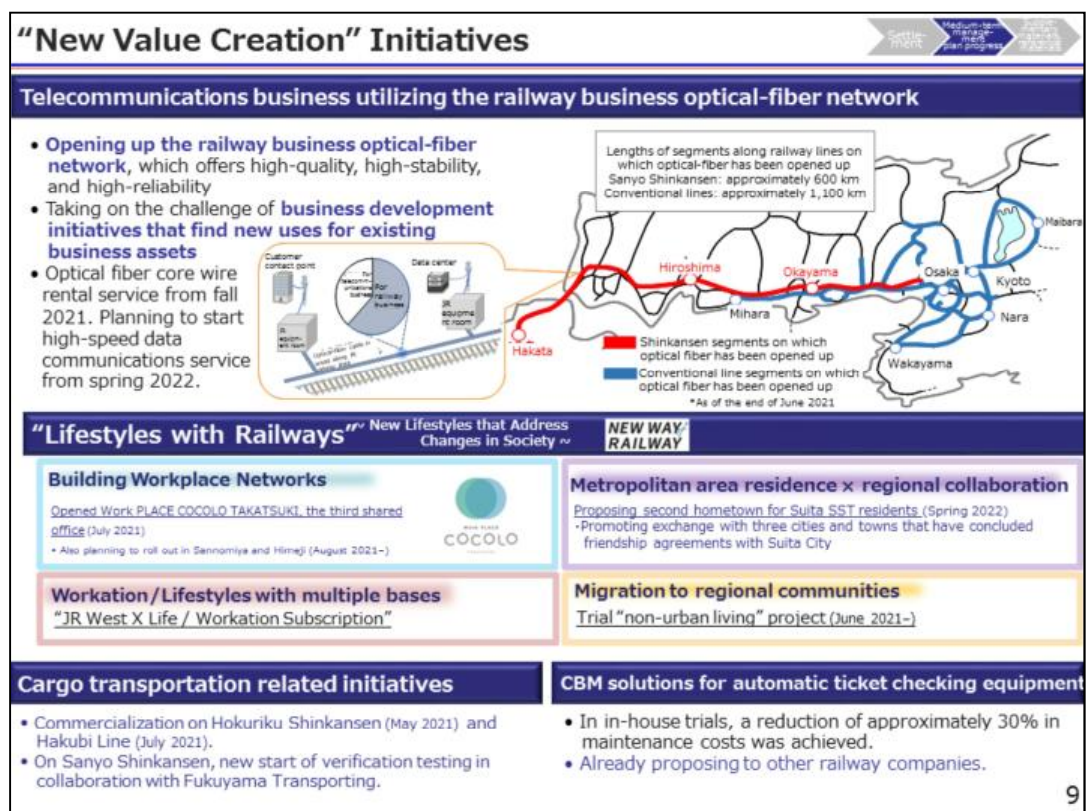 “New Value Creation” Initiatives
Settle-
ment
Medium-term
manage-
ment
plan progress
Telecommunications business utilizing the railway business optical-fiber network
• Opening up the railway business optical-fiber
network, which offers high-quality, high-stability,
and high-reliability
• Taking on the challenge of business development
initiatives that find new uses for existing
business assets
• Optical fiber core wire
rental service from fall
2021. Planning to start
high-speed data
communications service
from spring 2022.
Customer
contact point
Data center
For
railway
business
JR
equipme
nt room
Lengths of segments along railway lines on
which optical-fiber has been opened up
Sanyo Shinkansen: approximately 600 km
Conventional lines: approximately 1,100 km
Maibara
Hiroshima
Okayama
Osaka
Kyoto
Mihara
Nara
Hakata
Wakayama
Shinkansen segments on which
optical fiber has been opened up
Conventional line segments on which
optical fiber has been opened up
*As of the end of June 2021
“Lifestyles with Railways” ~ New Lifestyles that Address
Changes in Society ~
NEW WAY
RAILWAY
Building Workplace Networks
Opened Work PLACE COCOLO TAKATSUKI, the third shared
office (July 2021)
• Also planning to roll out in Sannomiya and Himeji (August 2021–)
WORK PLACE
COCOLO
Metropolitan area residence × regional collaboration
Proposing second hometown for Suita SST residents (Spring 2022)
·Promoting exchange with three cities and towns that have concluded
friendship agreements with Suita City
Workation/Lifestyles with multiple bases
“JR West X Life / Workation Subscription”
Migration to regional communities
Trial “non-urban living” project (June 2021–)
Cargo transportation related initiatives
• Commercialization on Hokuriku Shinkansen (May 2021) and
Hakubi Line (July 2021).
• On Sanyo Shinkansen, new start of verification testing in
collaboration with Fukuyama Transporting.
CBM solutions for automatic ticket checking equipment
• In in-house trials, a reduction of approximately 30% in
maintenance costs was achieved.
• Already proposing to other railway companies.
9